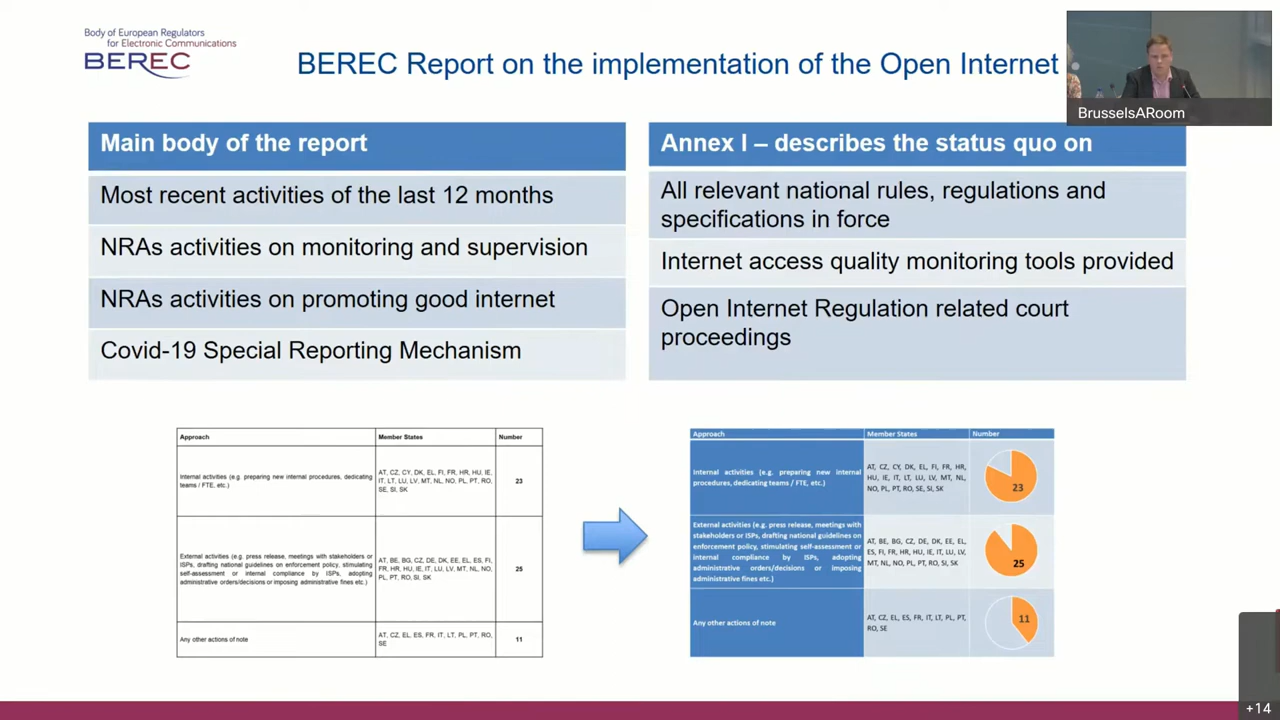 Body of European Regulators
for Electronic Communications
BEREC
BEREC Report on the implementation of the Open Internet
BrusselsARoom
Main body of the report
Most recent activities of the last 12 months
NRAs activities on monitoring and supervision
NRAs activities on promoting good internet
Covid-19 Special Reporting Mechanism
Annex I – describes the status quo on
All relevant national rules, regulations and
specifications in force
Internet access quality monitoring tools provided
Open Internet Regulation related court
proceedings
Approach
Member States
Number
Internal activities (e.g. preparing new internal procedures, dedicating
teams / FTE, etc.)
AT, CZ, CY, DK, EL, FI, FR, HR, HU, IE,
IT, LT, LU, LV, MT, NL, NO, PL, PT, RO,
SE, SI, SK
23
External activities (e.g. press release, meetings with stakeholders or
ISPs, drafting national guidelines on enforcement policy, stimulating
self-assessment or internal compliance by ISPs, adopting
administrative orders/decisions or imposing administrative fines etc.)
AT, BE, BG, CZ, DE, DK, EE, EL, ES, FI,
FR, HR, HU, IE, IT, LU, LV, MT, NL, NO,
PL, PT, RO, SI, SK
25
Any other actions of note
AT, CZ, EL, ES, FR, IT, LT, PL, PT, RO,
SE
11
Approach
Member States
Number
Internal activities (e.g. preparing new internal
procedures, dedicating teams / FTE, etc.)
AT, CZ, CY, DK, EL, FI, FR, HR,
HU, IE, IT, LT, LU, LV, MT, NL,
NO, PL, PT, RO, SE, SI, SK
23
External activities (e.g. press release, meetings with
stakeholders or ISPs, drafting national guidelines on
enforcement policy, stimulating self-assessment or
internal compliance by ISPs, adopting
administrative orders/decisions or imposing
administrative fines etc.)
AT, BE, BG, CZ, DE, DK, EE, EL,
ES, FI, FR, HR, HU, IE, IT, LU, LV,
MT, NL, NO, PL, PT, RO, SI, SK
25
Any other actions of note
AT, CZ, EL, ES, FR, IT, LT, PL, PT,
RO, SE
11
+14